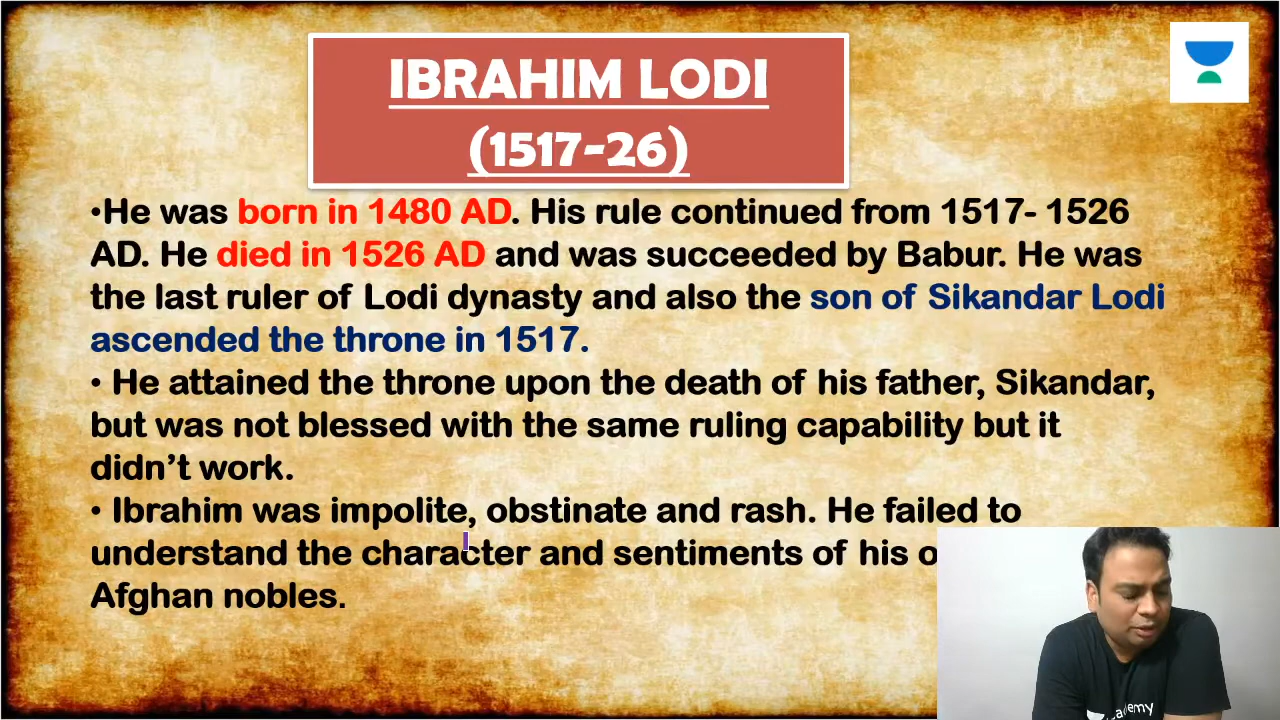 IBRAHIM LODI
(1517-26)
•He was born in 1480 AD. His rule continued from 1517- 1526
AD. He died in 1526 AD and was succeeded by Babur. He was
the last ruler of Lodi dynasty and also the son of Sikandar Lodi
ascended the throne in 1517.
• He attained the throne upon the death of his father, Sikandar,
but was not blessed with the same ruling capability but it
didn't work.
• Ibrahim was impolite, obstinate and rash. He failed to
understand the character and sentiments of his
Afghan nobles.